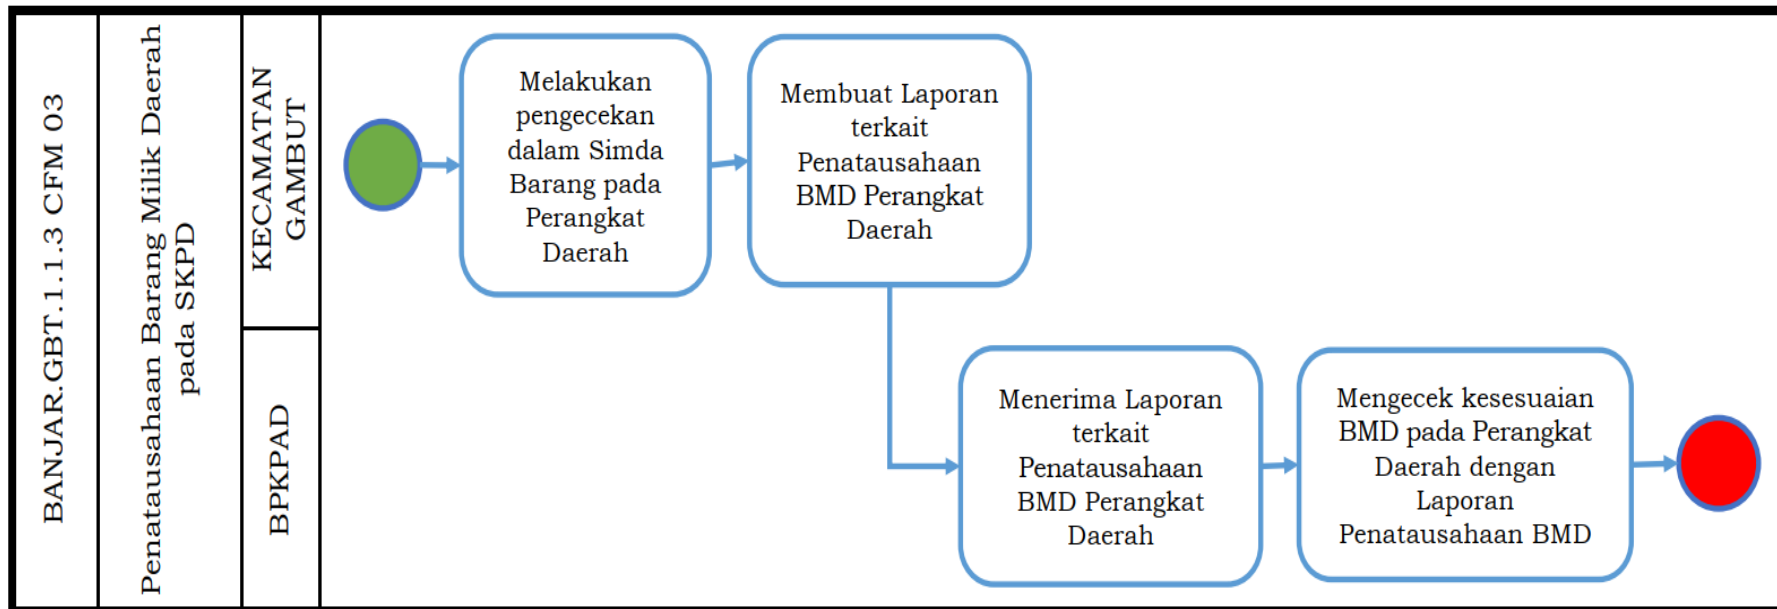 BANJAR.GBT.1.1.3 CFM 03
Penatausahaan Barang Milik Daerah
pada SKPD
KECAMATAN
GAMBUT
BPKPAD
Melakukan
pengecekan
dalam Simda
Barang pada
Perangkat
Daerah
Membuat Laporan
terkait
Penatausahaan
BMD Perangkat
Daerah
Menerima Laporan
terkait
Penatausahaan
BMD Perangkat
Daerah
Mengecek kesesuaian
BMD pada Perangkat
Daerah dengan
Laporan
Penatausahaan BMD